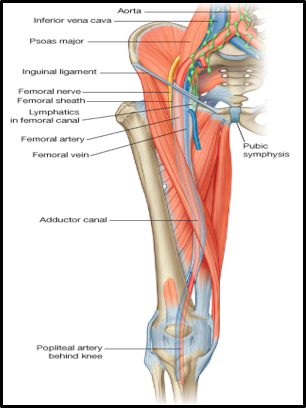 Aorta
Inferior vena cava
Psoas major
Inguinal ligament
Femoral nerve
Femoral sheath
Lymphatics
in femoral canal
Femoral artery
Femoral vein
Pubic
symphysis
Adductor canal
Popliteal artery
behind knee